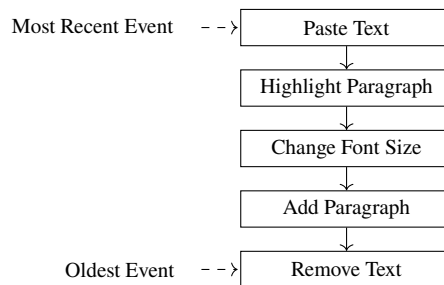 Most Recent Event Paste Text
Highlight Paragraph
Change Font Size
Add Paragraph
Oldest Event Remove Text